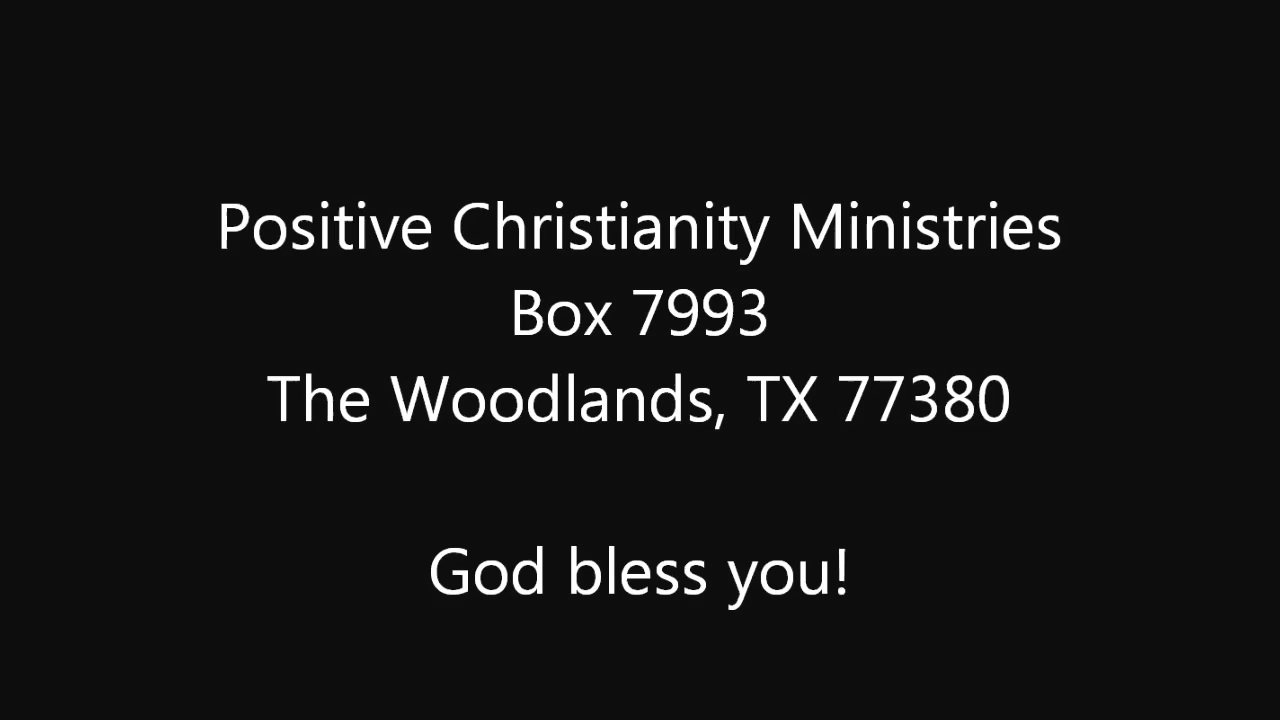 Positive Christianity Ministries
Box 7993
The Woodlands, TX 77380
God bless you!